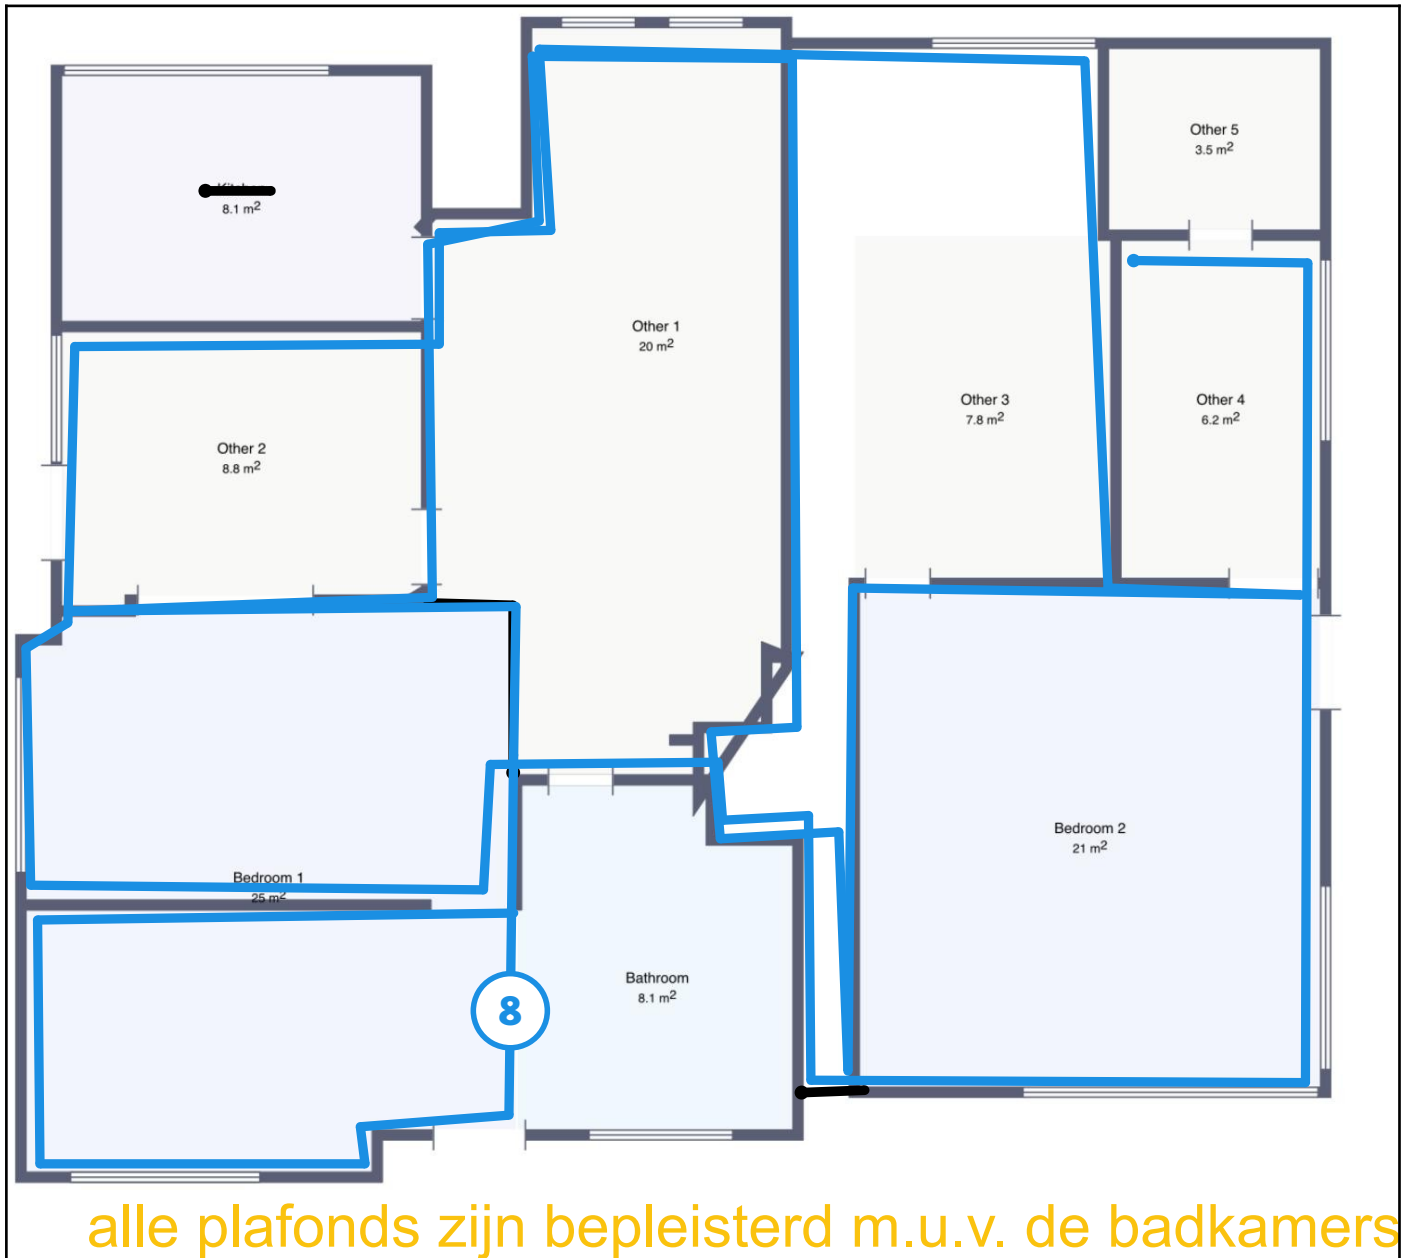 Other 5
3.5 m²
8.1 m²
Other 1
20 m²
Other 3
7.8 m²
Other 4
6.2 m²
Other 2
8.8 m²
Bedroom 2
21 m²
Bedroom 1
25 m²
Bathroom
8.1 m²
8
alle plafonds zijn bepleisterd m.u.v. de badkamers